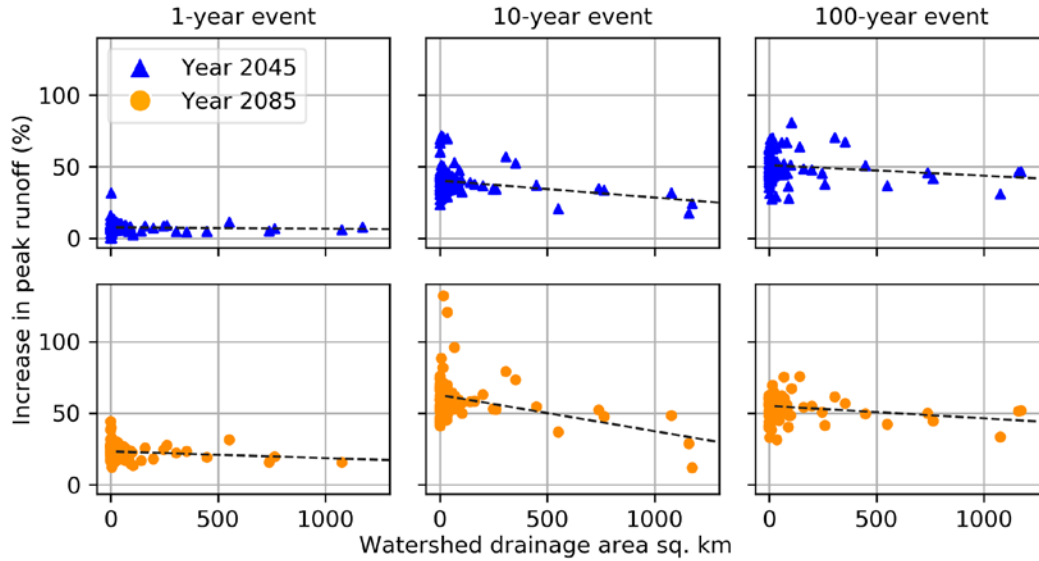 1-year event
10-year event
100-year event
Year 2045
Year 2085
Increase in peak runoff (%)
100
50
0
100
50
0
0
500
1000
0
500
1000
0
500
1000
Watershed drainage area sq. km